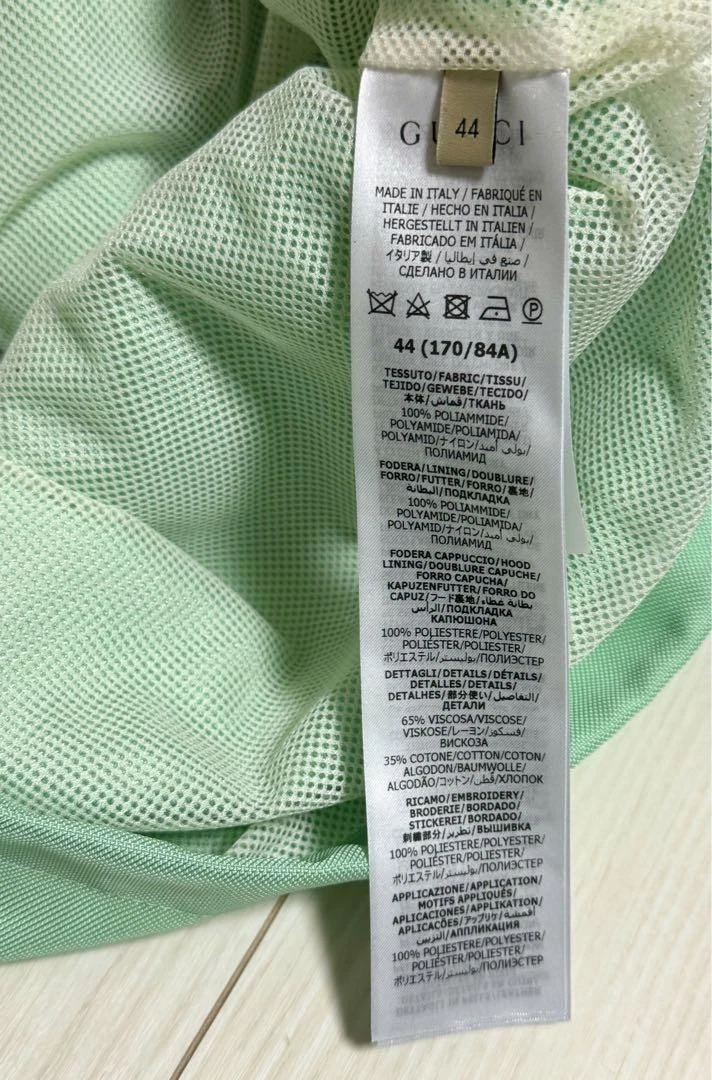 GUCCI
44
MADE IN ITALY / FABRIQUÉ EN
ITALIE / HECHO EN ITALIA /
HERGESTELLT IN ITALIEN /
FABRICADO EM ITÁLIA /
イタリア製 / صنع في إيطاليا /
СДЕЛАНО В ИТАЛИИ
P
44 (170/84A)
TESSUTO/FABRIC/TISSU/
TEJIDO/GEWEBE/TECIDO/
本体/قماش/ТКАНЬ
100% POLIAMMIDE/
POLYAMIDE/POLIAMIDA/
POLYAMID/ナイロン/بولي أميد/
ПОЛИАМИД
FODERA/LINING/DOUBLURE/
FORRO/FUTTER/FORRO/裏地/
البطانة/ПОДКЛАДКА
100% POLIAMMIDE/
POLYAMIDE/POLIAMIDA/
POLYAMID/ナイロン/بولي أميد/
ПОЛИАМИД
FODERA CAPPUCCIO/HOOD
LINING/DOUBLURE CAPUCHE/
FORRO CAPUCHA/
KAPUZENFUTTER/FORRO DO
CAPUZ/フード裏地/بطانة غطاء
الرأس/ПОДКЛАДКА
КАПЮШОНА
100% POLIESTERE/POLYESTER/
POLIÉSTER/POLIESTER/
ポリエステル/بوليستر/ПОЛИЭСТЕР
DETTAGLI/DETAILS/DÉTAILS/
DETALLES/DETAILS/
DETALHES/部分使い/التفاصيل/
ДЕТАЛИ
65% VISCOSA/VISCOSE/
VISKOSE/レーヨン/فسكوز/
ВИСКОЗА
35% COTONE/COTTON/COTON/
ALGODON/BAUMWOLLE/
ALGODÃO/コットン/قطن/ХЛОПОК
RICAMO/EMBROIDERY/
BRODERIE/BORDADO/
STICKEREI/BORDADO/
刺繍部分/تطريز/ВЫШИВКА
100% POLIESTERE/POLYESTER/
POLIÉSTER/POLIESTER/
ポリエステル/بوليستر/ПОЛИЭСТЕР
APPLICAZIONE/APPLICATION/
MOTIFS APPLIQUÉS/
APLICACIONES/APPLIKATION/
APLICAÇÕES/アップリケ/أقمشة
التزيين/АППЛИКАЦИЯ
100% POLIESTERE/POLYESTER/
POLIÉSTER/POLIESTER/
ポリエステル/بوليستر/ПОЛИЭСТЕР